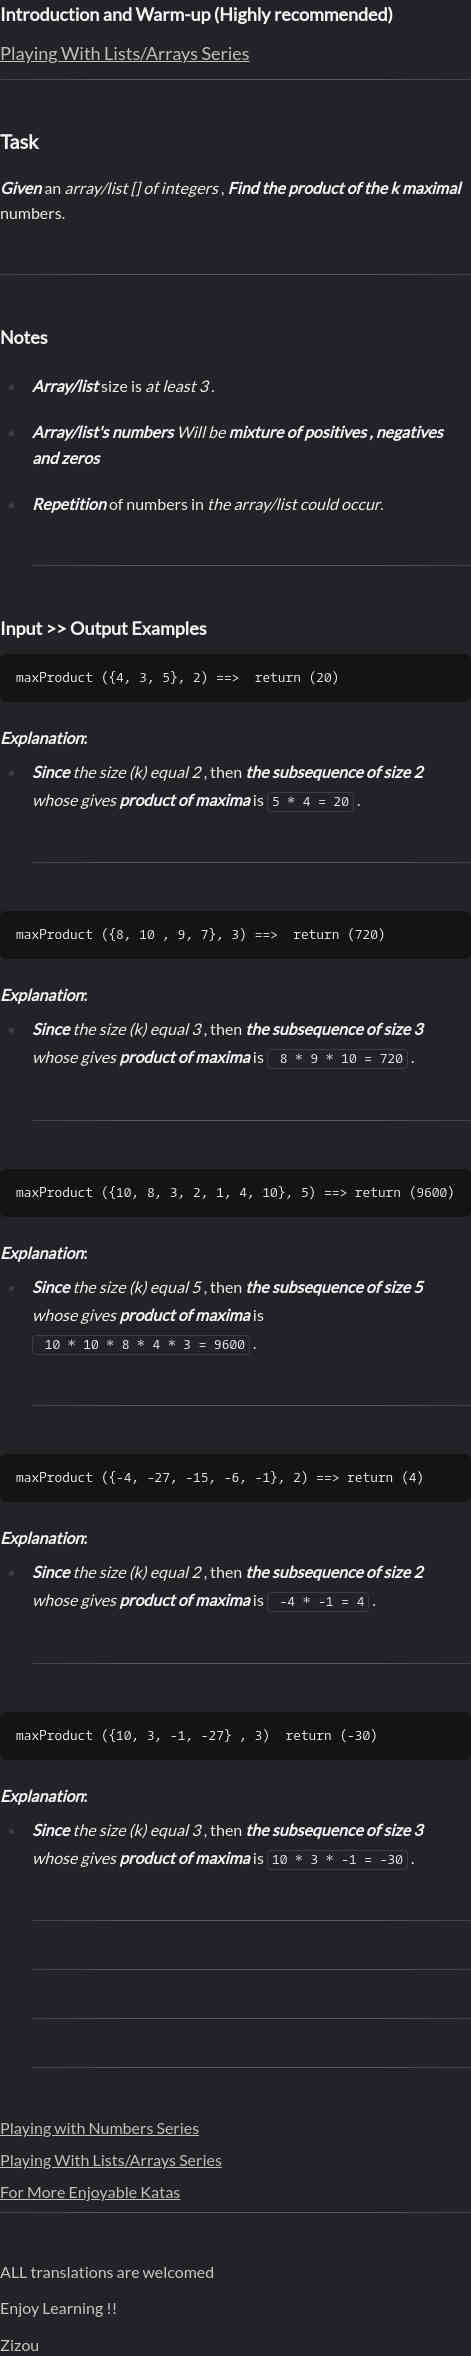 Introduction and Warm-up (Highly recommended)
Playing With Lists/Arrays Series
Task
Given an array/list [] of integers , Find the product of the k maximal
numbers.
Notes
Array/list size is at least 3 .
Array/list's numbers Will be mixture of positives , negatives
and zeros
Repetition of numbers in the array/list could occur.
Input >> Output Examples
maxProduct ({4, 3, 5}, 2) ==>  return (20)
Explanation:
Since the size (k) equal 2 , then the subsequence of size 2
whose gives product of maxima is 5 * 4 = 20 .
maxProduct ({8, 10 , 9, 7}, 3) ==>  return (720)
Explanation:
Since the size (k) equal 3 , then the subsequence of size 3
whose gives product of maxima is 8 * 9 * 10 = 720 .
maxProduct ({10, 8, 3, 2, 1, 4, 10}, 5) ==> return (9600)
Explanation:
Since the size (k) equal 5 , then the subsequence of size 5
whose gives product of maxima is
10 * 10 * 8 * 4 * 3 = 9600 .
maxProduct ({-4, -27, -15, -6, -1}, 2) ==> return (4)
Explanation:
Since the size (k) equal 2 , then the subsequence of size 2
whose gives product of maxima is -4 * -1 = 4 .
maxProduct ({10, 3, -1, -27} , 3)  return (-30)
Explanation:
Since the size (k) equal 3 , then the subsequence of size 3
whose gives product of maxima is 10 * 3 * -1 = -30 .
Playing with Numbers Series
Playing With Lists/Arrays Series
For More Enjoyable Katas
ALL translations are welcomed
Enjoy Learning !!
Zizou